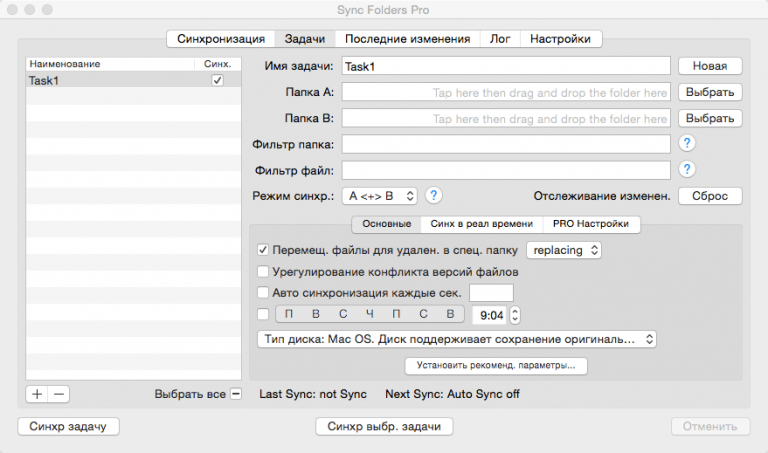 Sync Folders Pro
Синхронизация Задачи Последние изменения Лог Настройки
Наименование Синх.
Task1
Имя задачи: Task1 Новая
Папка A: Tap here then drag and drop the folder here Выбрать
Папка B: Tap here then drag and drop the folder here Выбрать
Фильтр папка: ?
Фильтр файл: ?
Режим синхр.: A <+> B ? Отслеживание изменен. Сброс
Основные Синх в реал времени PRO Настройки
Перемещ. файлы для удален. в спец. папку replacing
Урегулирование конфликта версий файлов
Авто синхронизация каждые сек.
П В С Ч П С В 9:04
Тип диска: Mac OS. Диск поддерживает сохранение оригиналь...
Установить рекоменд. параметры...
+ − Выбрать все Last Sync: not Sync Next Sync: Auto Sync off
Синхр задачу Синхр выбр. задачи Отменить